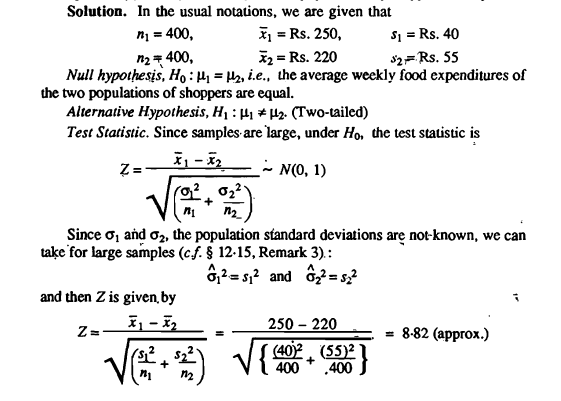 Solution. In the usual notations, we are given that
n₁ = 400, x̄₁ = Rs. 250, s₁ = Rs. 40
n₂ = 400, x̄₂ = Rs. 220 s₂ = Rs. 55
Null hypothesis, H₀ : μ₁ = μ₂, i.e., the average weekly food expenditures of
the two populations of shoppers are equal.
Alternative Hypothesis, H₁ : μ₁ ≠ μ₂. (Two-tailed)
Test Statistic. Since samples are large, under H₀, the test statistic is
Z = (x̄₁ − x̄₂) / √(σ₁²/n₁ + σ₂²/n₂) ~ N(0, 1)
Since σ₁ and σ₂, the population standard deviations are not known, we can
take for large samples (c.f. § 12·15, Remark 3) :
σ̂₁² = s₁² and σ̂₂² = s₂²
and then Z is given by
Z = (x̄₁ − x̄₂) / √(s₁²/n₁ + s₂²/n₂) = (250 − 220) / √{(40)²/400 + (55)²/400} = 8·82 (approx.)